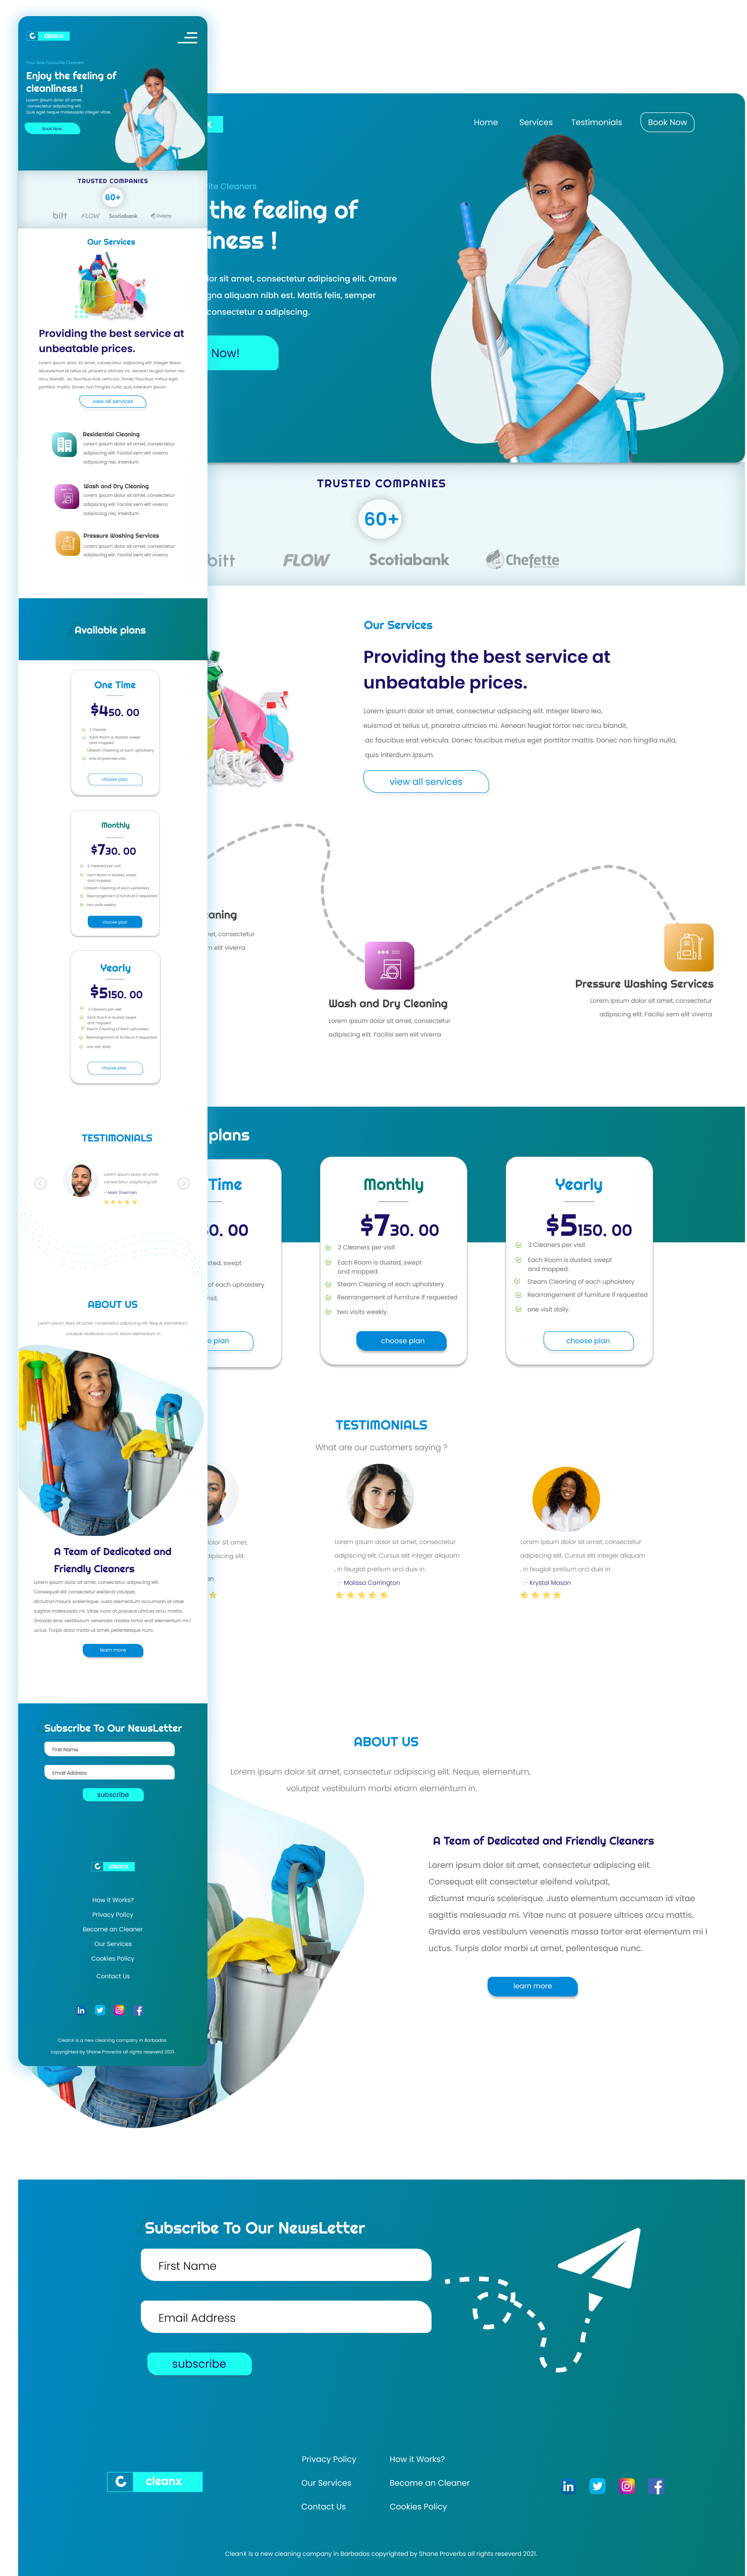 cleanx
Your New Favourite Cleaners
Enjoy the feeling of
cleanliness !
Lorem ipsum dolor sit amet,
consectetur adipiscing elit.
Quis eget neque malesuada integer vitae.
Book Now
TRUSTED COMPANIES
60+
bitt
FLOW
Scotiabank
Chefette
Our Services
Providing the best service at
unbeatable prices.
Lorem ipsum dolor sit amet, consectetur adipiscing elit. Integer libero
leo,euismod at tellus ut, pharetra ultricies mi. Aenean feugiat tortor nec
arcu blandit, ac faucibus erat vehicula. Donec faucibus metus eget
porttitor mattis. Donec non fringilla nulla, quis interdum ipsum.
view all services
Residential Cleaning
Lorem ipsum dolor sit amet, consectetur
adipiscing elit. Facilisi sem elit viverra
adipiscing nisi, interdum.
Wash and Dry Cleaning
Lorem ipsum dolor sit amet, consectetur
adipiscing elit. Facilisi sem elit viverra
adipiscing nisi, interdum.
Pressure Washing Services
Lorem ipsum dolor sit amet, consectetur
adipiscing elit. Facilisi sem elit viverra
Available plans
One Time
$450. 00
1 Cleaner
Each Room is dusted, swept
and mopped.
Steam Cleaning of each upholstery
one on premise visit.
choose plan
Monthly
$730. 00
2 Cleaners per visit
Each Room is dusted, swept
and mopped.
Steam Cleaning of each upholstery
Rearrangement of furniture if requested
two visits weekly.
choose plan
Yearly
$5150. 00
3 Cleaners per visit
Each Room is dusted, swept
and mopped.
Steam Cleaning of each upholstery
Rearrangement of furniture if requested
one visit daily.
choose plan
TESTIMONIALS
Lorem ipsum dolor sit amet,
consectetur adipiscing elit.
:- Mark Sherman
ABOUT US
Lorem ipsum dolor sit amet, consectetur adipiscing elit. Neque, elementum,
volutpat vestibulum morbi etiam elementum in.
A Team of Dedicated and
Friendly Cleaners
Lorem ipsum dolor sit amet, consectetur adipiscing elit.
Consequat elit consectetur eleifend volutpat,
dictumst mauris scelerisque. Justo elementum accumsan id vitae
sagittis malesuada mi. Vitae nunc at posuere ultrices arcu mattis.
Gravida eros vestibulum venenatis massa tortor erat elementum mi l
uctus. Turpis dolor morbi ut amet, pellentesque nunc.
learn more
Subscribe To Our NewsLetter
First Name
Email Address
subscribe
cleanx
How it Works?
Privacy Policy
Become an Cleaner
Our Services
Cookies Policy
Contact Us
CleanX is a new cleaning company in Barbados
copyrighted by Shane Proverbs all rights reseverd 2021.
x
Home Services Testimonials Book Now
ite Cleaners
the feeling of
iness !
lor sit amet, consectetur adipiscing elit. Ornare
gna aliquam nibh est. Mattis felis, semper
consectetur a adipiscing.
Now!
TRUSTED COMPANIES
60+
bitt FLOW Scotiabank Chefette
RESTAURANTS
Our Services
Providing the best service at
unbeatable prices.
Lorem ipsum dolor sit amet, consectetur adipiscing elit. Integer libero leo,
euismod at tellus ut, pharetra ultricies mi. Aenean feugiat tortor nec arcu blandit,
ac faucibus erat vehicula. Donec faucibus metus eget porttitor mattis. Donec non fringilla nulla,
quis interdum ipsum.
view all services
aning
et, consectetur
m elit viverra
Wash and Dry Cleaning
Lorem ipsum dolor sit amet, consectetur
adipiscing elit. Facilisi sem elit viverra
Pressure Washing Services
Lorem ipsum dolor sit amet, consectetur
adipiscing elit. Facilisi sem elit viverra
plans
Time
0. 00
sted, swept
of each upholstery
isit.
e plan
Monthly
$730. 00
2 Cleaners per visit
Each Room is dusted, swept
and mopped.
Steam Cleaning of each upholstery
Rearrangement of furniture if requested
two visits weekly.
choose plan
Yearly
$5150. 00
3 Cleaners per visit
Each Room is dusted, swept
and mopped.
Steam Cleaning of each upholstery
Rearrangement of furniture if requested
one visit daily.
choose plan
TESTIMONIALS
What are our customers saying ?
dolor sit amet,
dipiscing elit.
an
Lorem ipsum dolor sit amet, consectetur
adipiscing elit. Cursus elit integer aliquam
, in feugiat pretium orci duis in.
:- Malissa Carrington
Lorem ipsum dolor sit amet, consectetur
adipiscing elit. Cursus elit integer aliquam
, in feugiat pretium orci duis in.
:- Krystal Mason
ABOUT US
Lorem ipsum dolor sit amet, consectetur adipiscing elit. Neque, elementum,
volutpat vestibulum morbi etiam elementum in.
A Team of Dedicated and Friendly Cleaners
Lorem ipsum dolor sit amet, consectetur adipiscing elit.
Consequat elit consectetur eleifend volutpat,
dictumst mauris scelerisque. Justo elementum accumsan id vitae
sagittis malesuada mi. Vitae nunc at posuere ultrices arcu mattis.
Gravida eros vestibulum venenatis massa tortor erat elementum mi l
uctus. Turpis dolor morbi ut amet, pellentesque nunc.
learn more
Subscribe To Our NewsLetter
First Name
Email Address
subscribe
cleanx
Privacy Policy How it Works?
Our Services Become an Cleaner
Contact Us Cookies Policy
CleanX is a new cleaning company in Barbados copyrighted by Shane Proverbs all rights reseverd 2021.